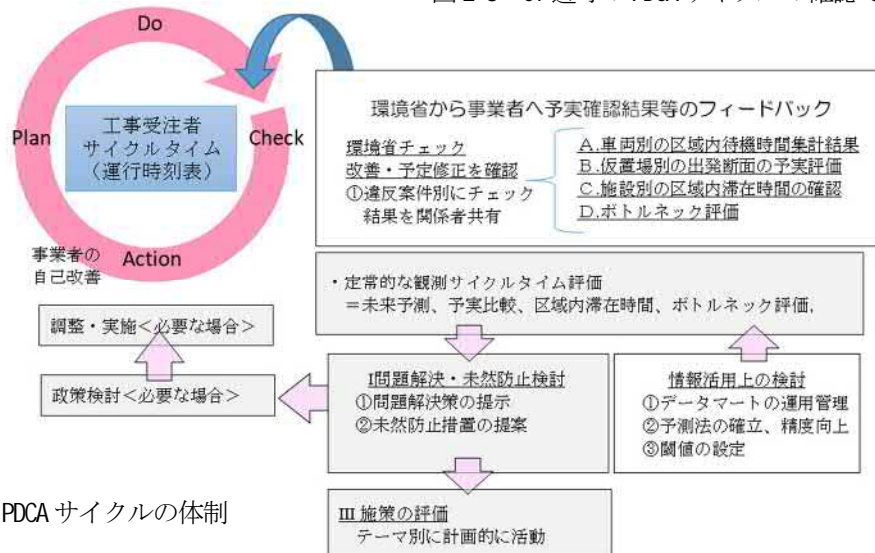 Do
Plan
工事受注者
サイクルタイム
(運行時刻表)
Check
事業者の
自己改善
Action
環境省から事業者へ予実確認結果等のフィードバック
環境省チェック
改善・予定修正を確認
①違反案件別にチェック
結果を関係者共有
A.車両別の区域内待機時間集計結果
B.仮置場別の出発断面の予実評価
C.施設別の区域内滞在時間の確認
D.ボトルネック評価
・定常的な観測サイクルタイム評価
＝未来予測、予実比較、区域内滞在時間、ボトルネック評価.
調整・実施＜必要な場合＞
政策検討＜必要な場合＞
I問題解決・未然防止検討
①問題解決策の提示
②未然防止措置の提案
情報活用上の検討
①データマートの運用管理
②予測法の確立、精度向上
③閾値の設定
Ⅲ 施策の評価
テーマ別に計画的に活動
PDCA サイクルの体制